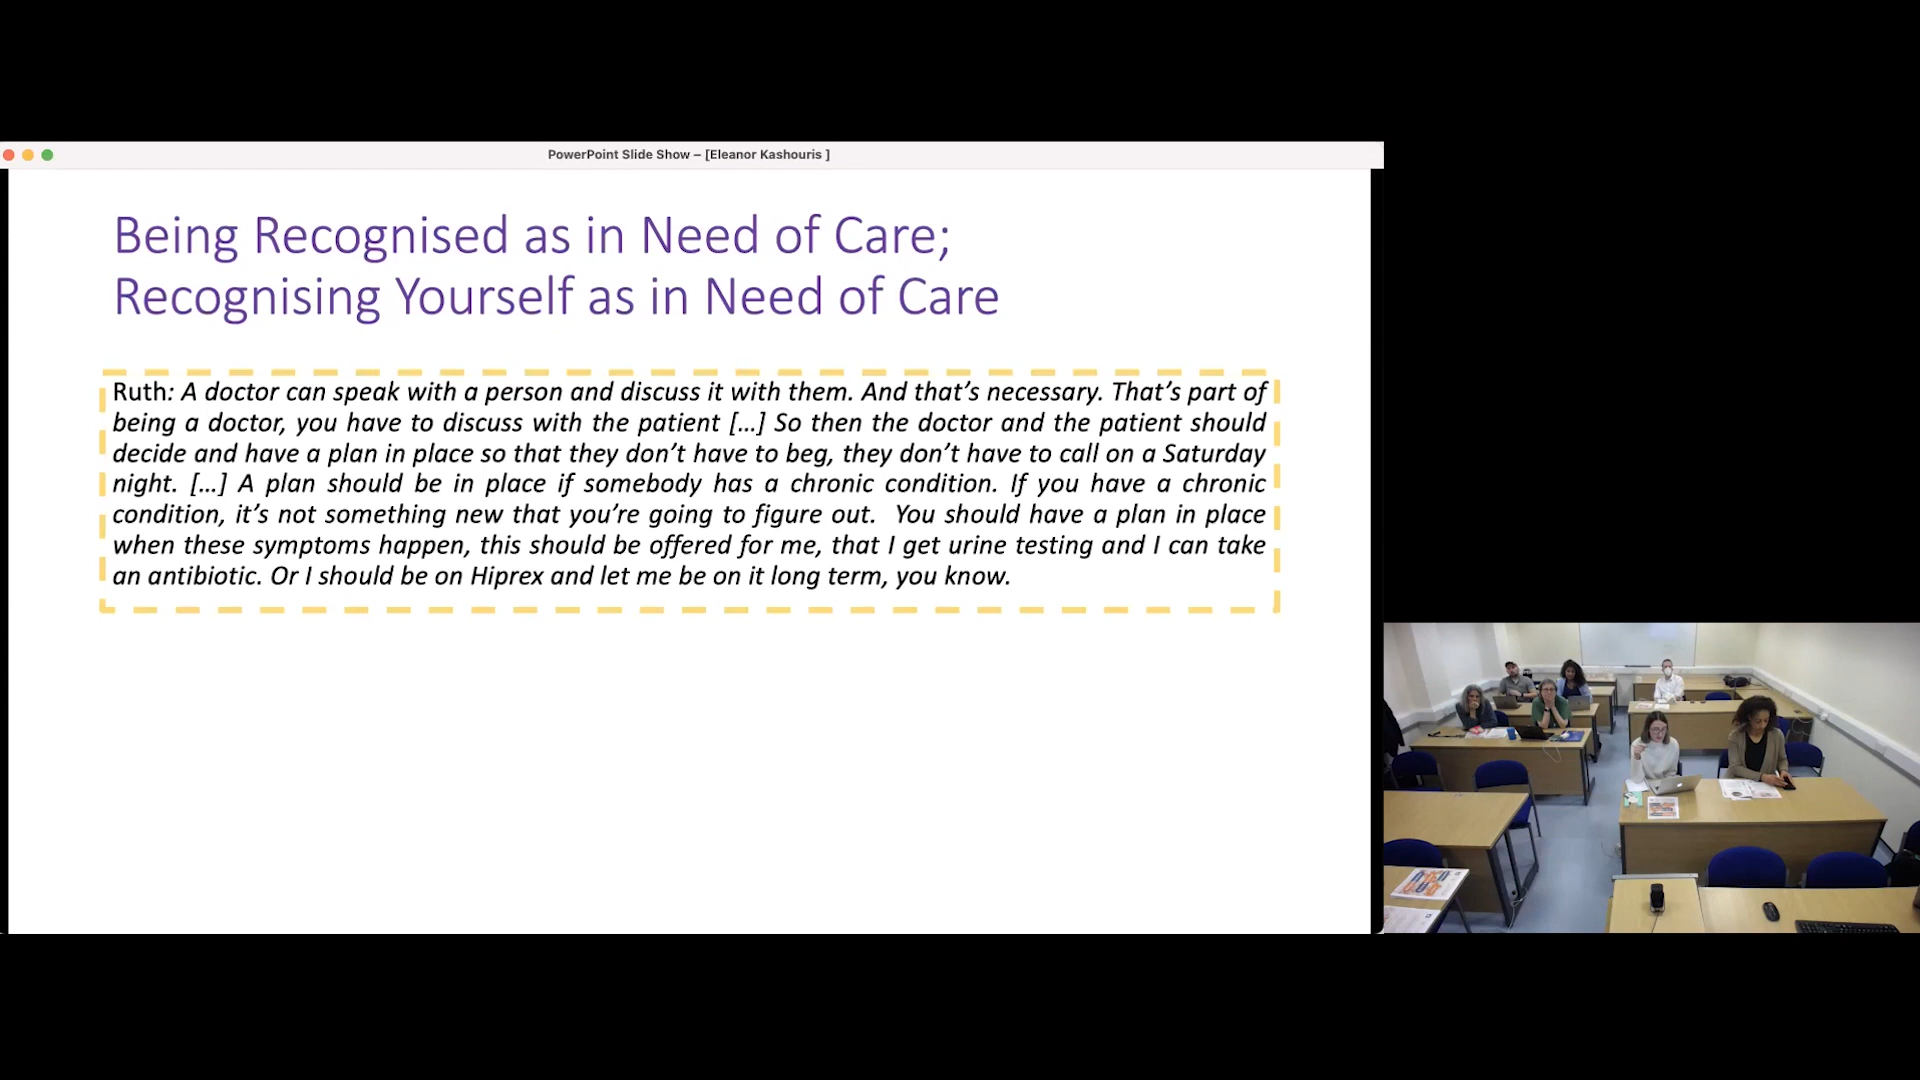 PowerPoint Slide Show – [Eleanor Kashouris ]
Being Recognised as in Need of Care;
Recognising Yourself as in Need of Care
Ruth: A doctor can speak with a person and discuss it with them. And that’s necessary. That’s part of
being a doctor, you have to discuss with the patient […] So then the doctor and the patient should
decide and have a plan in place so that they don’t have to beg, they don’t have to call on a Saturday
night. […] A plan should be in place if somebody has a chronic condition. If you have a chronic
condition, it’s not something new that you’re going to figure out.  You should have a plan in place
when these symptoms happen, this should be offered for me, that I get urine testing and I can take
an antibiotic. Or I should be on Hiprex and let me be on it long term, you know.